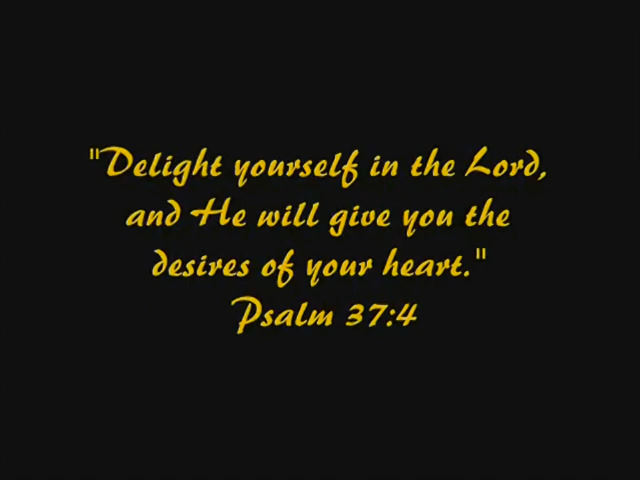 "Delight yourself in the Lord,
and He will give you the
desires of your heart."
Psalm 37:4